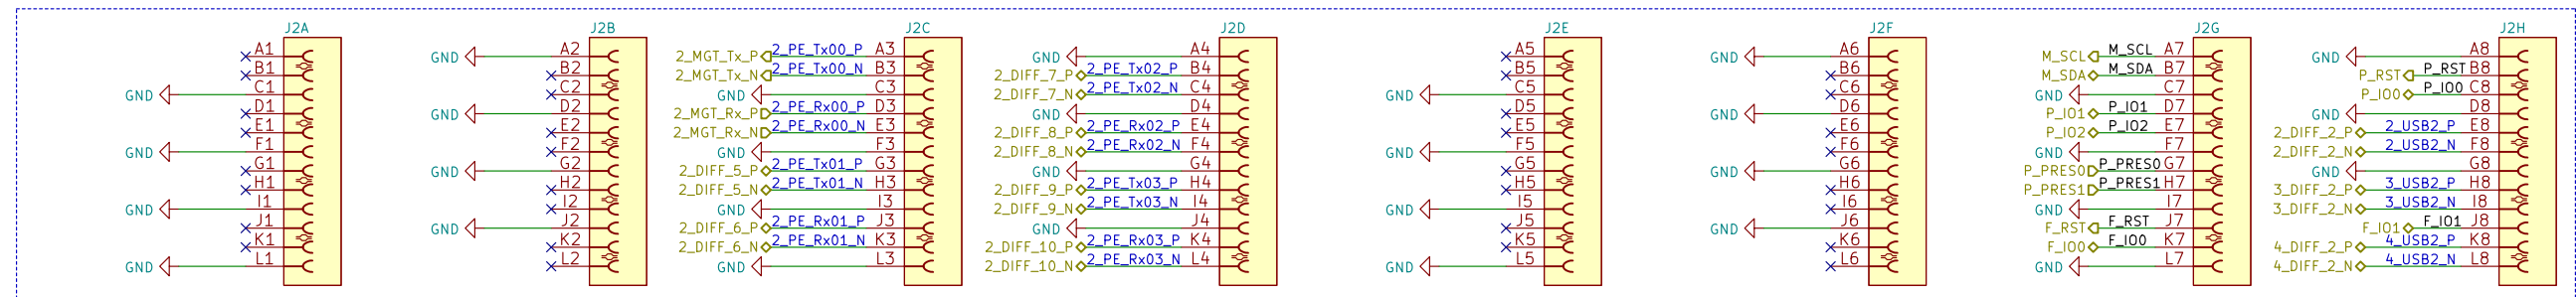 J2A
A1
B1
GND C1
D1
E1
GND F1
G1
H1
GND I1
J1
K1
GND L1
J2B
GND A2
B2
C2
GND D2
E2
F2
GND G2
H2
I2
GND J2
K2
L2
J2C
2_MGT_Tx_P 2_PE_Tx00_P A3
2_MGT_Tx_N 2_PE_Tx00_N B3
GND C3
2_MGT_Rx_P 2_PE_Rx00_P D3
2_MGT_Rx_N 2_PE_Rx00_N E3
GND F3
2_DIFF_5_P 2_PE_Tx01_P G3
2_DIFF_5_N 2_PE_Tx01_N H3
GND I3
2_DIFF_6_P 2_PE_Rx01_P J3
2_DIFF_6_N 2_PE_Rx01_N K3
GND L3
J2D
GND A4
2_DIFF_7_P 2_PE_Tx02_P B4
2_DIFF_7_N 2_PE_Tx02_N C4
GND D4
2_DIFF_8_P 2_PE_Rx02_P E4
2_DIFF_8_N 2_PE_Rx02_N F4
GND G4
2_DIFF_9_P 2_PE_Tx03_P H4
2_DIFF_9_N 2_PE_Tx03_N I4
GND J4
2_DIFF_10_P 2_PE_Rx03_P K4
2_DIFF_10_N 2_PE_Rx03_N L4
J2E
A5
B5
GND C5
D5
E5
GND F5
G5
H5
GND I5
J5
K5
GND L5
J2F
GND A6
B6
C6
GND D6
E6
F6
GND G6
H6
I6
GND J6
K6
L6
J2G
M_SCL M_SCL A7
M_SDA M_SDA B7
GND C7
P_IO1 P_IO1 D7
P_IO2 P_IO2 E7
GND F7
P_PRES0 P_PRES0 G7
P_PRES1 P_PRES1 H7
GND I7
F_RST F_RST J7
F_IO0 F_IO0 K7
GND L7
J2H
GND A8
P_RST P_RST B8
P_IO0 P_IO0 C8
GND D8
2_DIFF_2_P 2_USB2_P E8
2_DIFF_2_N 2_USB2_N F8
GND G8
3_DIFF_2_P 3_USB2_P H8
3_DIFF_2_N 3_USB2_N I8
F_IO1 F_IO1 J8
4_DIFF_2_P 4_USB2_P K8
4_DIFF_2_N 4_USB2_N L8